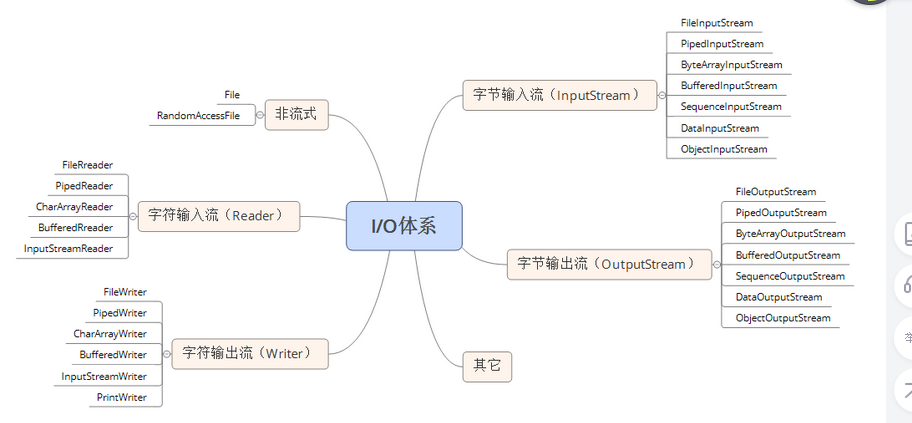 I/O体系
非流式
File
RandomAccessFile
字符输入流（Reader）
FileRreader
PipedReader
CharArrayReader
BufferedRreader
InputStreamReader
字符输出流（Writer）
FileWriter
PipedWriter
CharArrayWriter
BufferedWriter
InputStreamWriter
PrintWriter
字节输入流（InputStream）
FileInputStream
PipedInputStream
ByteArrayInputStream
BufferedInputStream
SequenceInputStream
DataInputStream
ObjectInputStream
字节输出流（OutputStream）
FileOutputStream
PipedOutputStream
ByteArrayOutputStream
BufferedOutputStream
SequenceOutputStream
DataOutputStream
ObjectOutputStream
其它